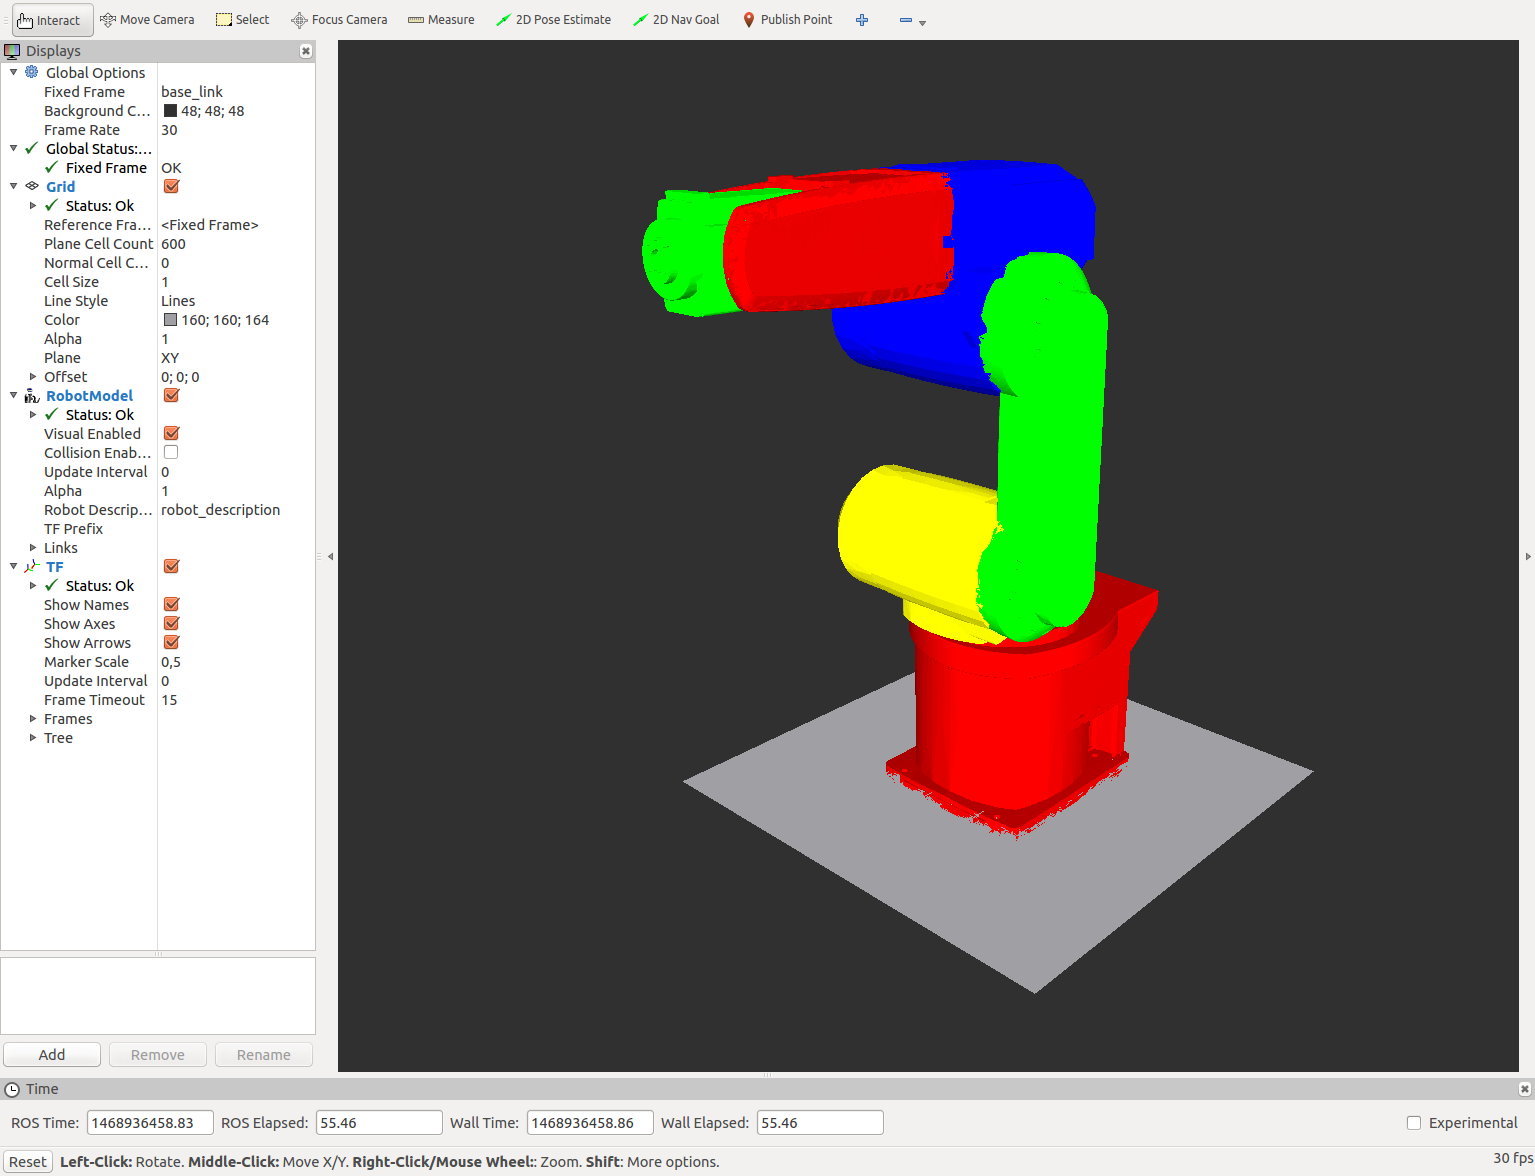 Interact Move Camera Select Focus Camera Measure 2D Pose Estimate 2D Nav Goal Publish Point
Displays
Global Options
Fixed Frame base_link
Background C... 48; 48; 48
Frame Rate 30
Global Status:...
Fixed Frame OK
Grid
Status: Ok
Reference Fra... <Fixed Frame>
Plane Cell Count 600
Normal Cell C... 0
Cell Size 1
Line Style Lines
Color 160; 160; 164
Alpha 1
Plane XY
Offset 0; 0; 0
RobotModel
Status: Ok
Visual Enabled
Collision Enab...
Update Interval 0
Alpha 1
Robot Descrip... robot_description
TF Prefix
Links
TF
Status: Ok
Show Names
Show Axes
Show Arrows
Marker Scale 0,5
Update Interval 0
Frame Timeout 15
Frames
Tree
Add Remove Rename
Time
ROS Time: 1468936458.83 ROS Elapsed: 55.46 Wall Time: 1468936458.86 Wall Elapsed: 55.46 Experimental
Reset Left-Click: Rotate. Middle-Click: Move X/Y. Right-Click/Mouse Wheel:: Zoom. Shift: More options. 30 fps